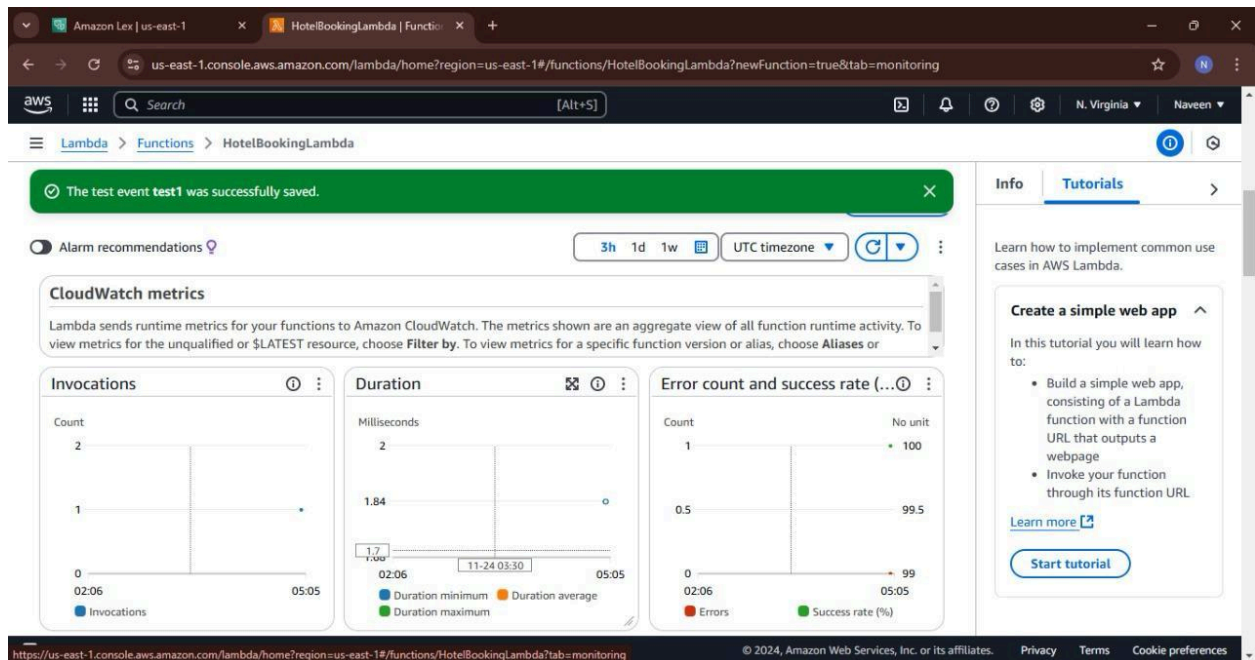 Amazon Lex | us-east-1
HotelBookingLambda | Functio
us-east-1.console.aws.amazon.com/lambda/home?region=us-east-1#/functions/HotelBookingLambda?newFunction=true&tab=monitoring
N
aws
Search
[Alt+S]
N. Virginia
Naveen
Lambda > Functions > HotelBookingLambda
The test event test1 was successfully saved.
Info
Tutorials
Alarm recommendations
3h 1d 1w
UTC timezone
Learn how to implement common use
cases in AWS Lambda.
CloudWatch metrics
Lambda sends runtime metrics for your functions to Amazon CloudWatch. The metrics shown are an aggregate view of all function runtime activity. To
view metrics for the unqualified or $LATEST resource, choose Filter by. To view metrics for a specific function version or alias, choose Aliases or
Create a simple web app
In this tutorial you will learn how
to:
• Build a simple web app,
consisting of a Lambda
function with a function
URL that outputs a
webpage
• Invoke your function
through its function URL
Learn more
Start tutorial
Invocations
Count
2
1
0
02:06 05:05
Invocations
Duration
Milliseconds
2
1.84
1.7
11-24 03:30
02:06 05:05
Duration minimum Duration average
Duration maximum
Error count and success rate (...
Count No unit
1 100
0.5 99.5
0 99
02:06 05:05
Errors Success rate (%)
https://us-east-1.console.aws.amazon.com/lambda/home?region=us-east-1#/functions/HotelBookingLambda?tab=monitoring
© 2024, Amazon Web Services, Inc. or its affiliates. Privacy Terms Cookie preferences